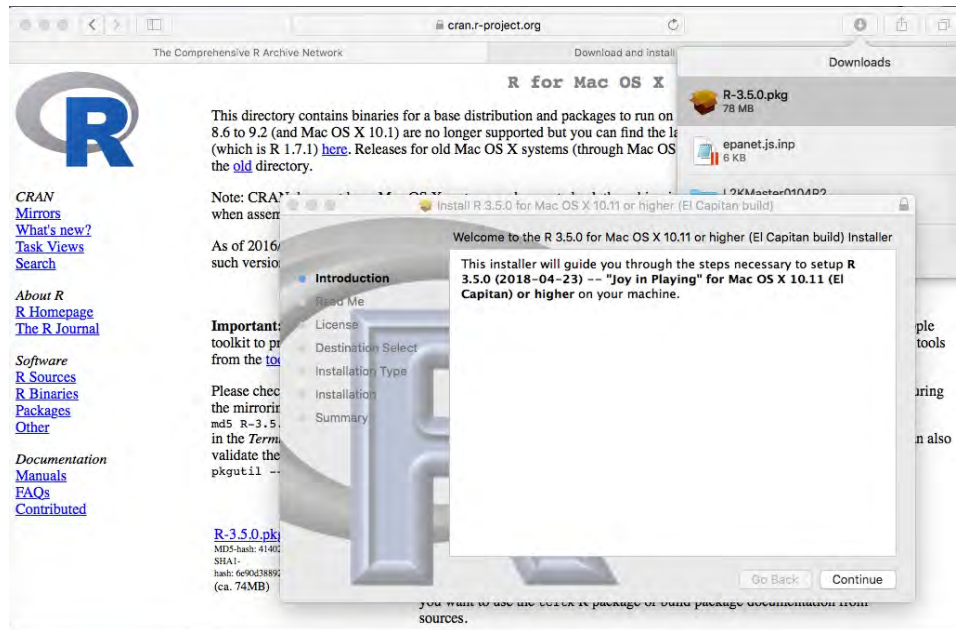 cran.r-project.org
The Comprehensive R Archive Network
Download and install
Downloads
R-3.5.0.pkg
78 MB
epanet.js.inp
6 KB
L2KMaster0104R2
R
CRAN
Mirrors
What's new?
Task Views
Search
About R
R Homepage
The R Journal
Software
R Sources
R Binaries
Packages
Other
Documentation
Manuals
FAQs
Contributed
R for Mac OS X
This directory contains binaries for a base distribution and packages to run on
8.6 to 9.2 (and Mac OS X 10.1) are no longer supported but you can find the la
(which is R 1.7.1) here. Releases for old Mac OS X systems (through Mac OS
the old directory.
Note: CRAN
when assem
As of 2016/
such versio
Important:
toolkit to pr
ple
from the too
tools
Please chec
uring
the mirrorin
md5 R-3.5.
in the Term
n also
validate the
pkgutil --
R-3.5.0.pkg
MD5-hash: 41402
SHA1-
hash: 6e90d38892
(ca. 74MB)
you want to use the tcltk R package or build package documentation from
sources.
Install R 3.5.0 for Mac OS X 10.11 or higher (El Capitan build)
Welcome to the R 3.5.0 for Mac OS X 10.11 or higher (El Capitan build) Installer
Introduction
Read Me
License
Destination Select
Installation Type
Installation
Summary
This installer will guide you through the steps necessary to setup R
3.5.0 (2018-04-23) -- "Joy in Playing" for Mac OS X 10.11 (El
Capitan) or higher on your machine.
R
Go Back
Continue